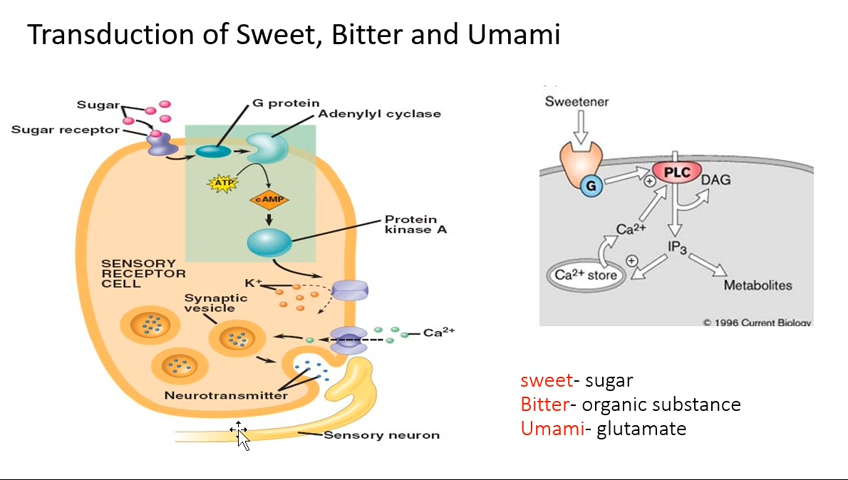 Transduction of Sweet, Bitter and Umami
Sugar
Sugar receptor
G protein
Adenylyl cyclase
ATP
cAMP
Protein
kinase A
SENSORY
RECEPTOR
CELL
K+
Synaptic
vesicle
Ca²⁺
Neurotransmitter
Sensory neuron
Sweetener
G
+
PLC
DAG
Ca²⁺
IP₃
+
Ca²⁺ store
Metabolites
© 1996 Current Biology
sweet- sugar
Bitter- organic substance
Umami- glutamate